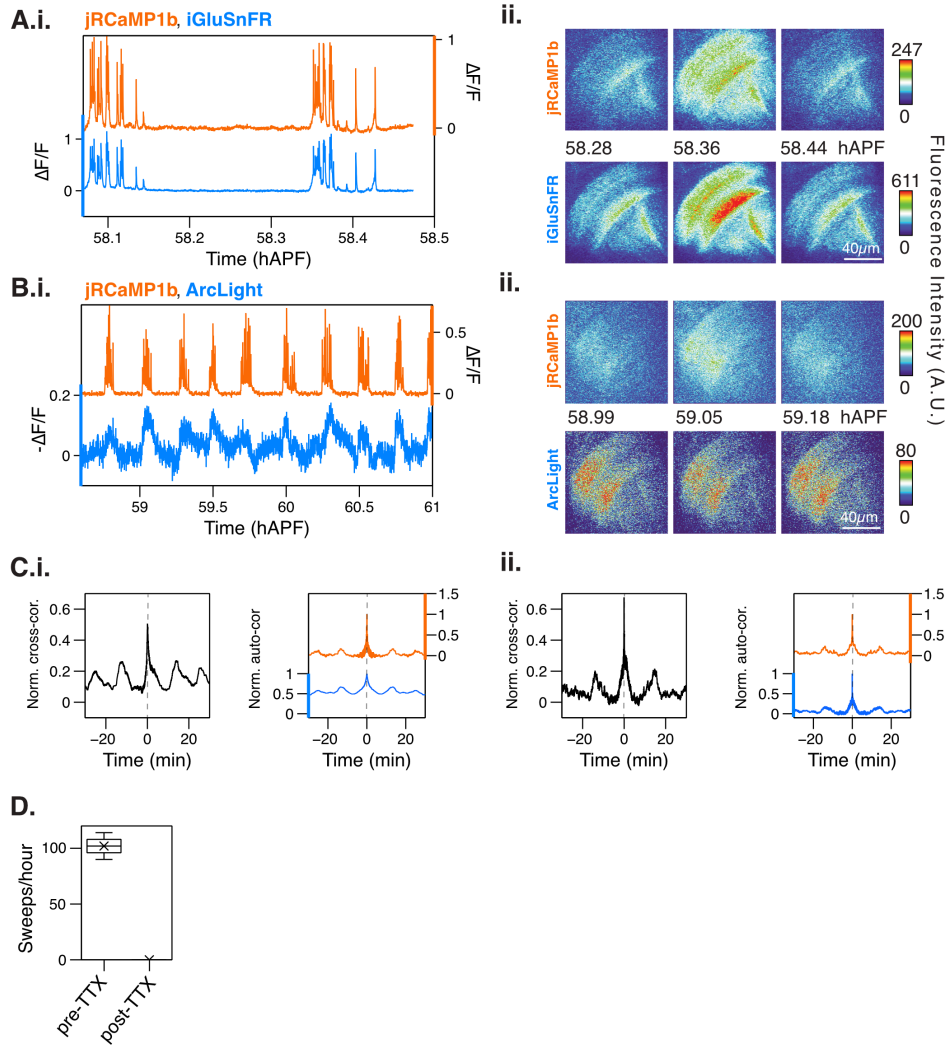 A.i.
jRCaMP1b, iGluSnFR
ΔF/F
1
0
1
0
ΔF/F
58.1 58.2 58.3 58.4 58.5
Time (hAPF)
ii.
jRCaMP1b
247
0
58.28 58.36 58.44 hAPF
iGluSnFR
611
0
40µm
Fluorescence Intensity (A.U.)
B.i.
jRCaMP1b, ArcLight
0.5
0
ΔF/F
0.2
0
-ΔF/F
59 59.5 60 60.5 61
Time (hAPF)
ii.
jRCaMP1b
200
0
58.99 59.05 59.18 hAPF
ArcLight
80
0
40µm
C.i.
Norm. cross-cor.
0.6
0.4
0.2
0
−20 0 20
Time (min)
Norm. auto-cor
1.5
1
0.5
0
1
0.5
0
−20 0 20
Time (min)
ii.
Norm. cross-cor.
0.6
0.4
0.2
0
−20 0 20
Time (min)
Norm. auto-cor.
1.5
1
0.5
0
1
0.5
0
−20 0 20
Time (min)
D.
Sweeps/hour
100
50
0
pre-TTX
post-TTX